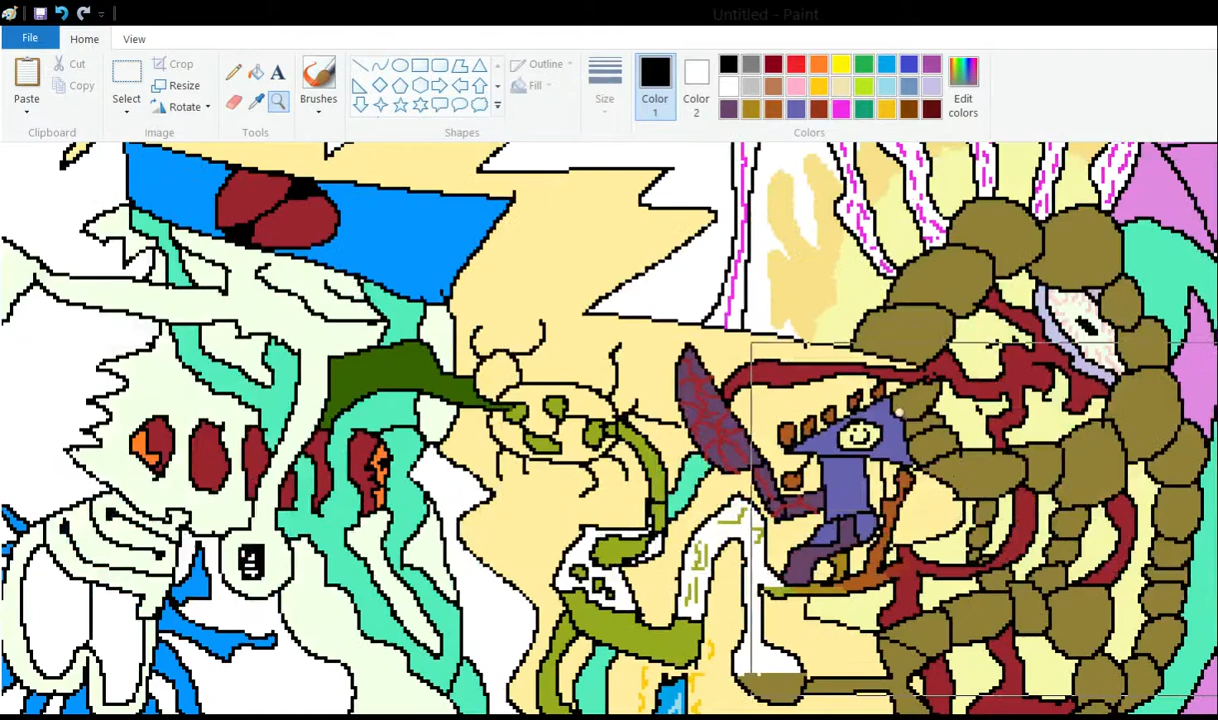 Untitled - Paint
File
Home
View
Paste
Cut
Copy
Clipboard
Select
Crop
Resize
Rotate
Image
Tools
Brushes
Shapes
Outline
Fill
Size
Color 1
Color 2
Edit colors
Colors